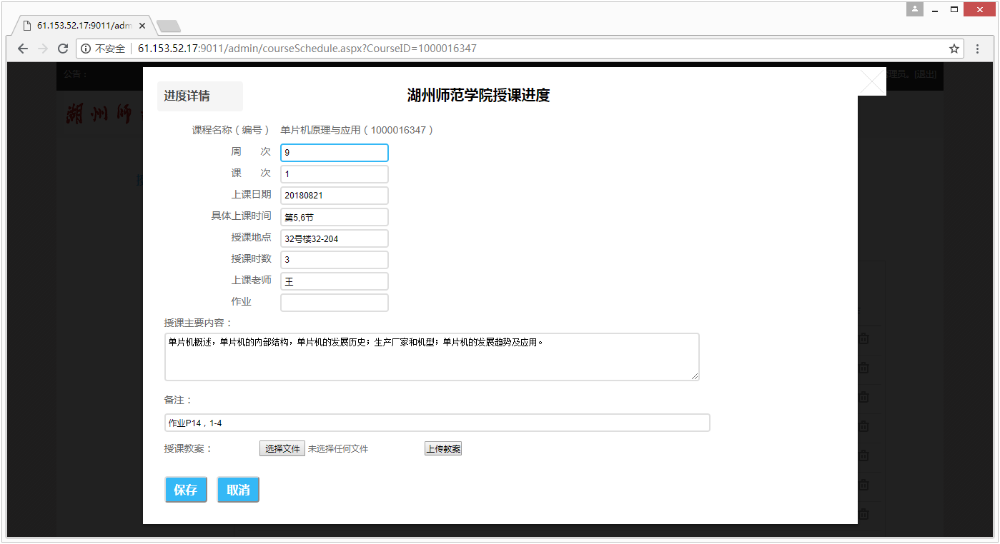 61.153.52.17:9011/adm
不安全
61.153.52.17:9011/admin/courseSchedule.aspx?CourseID=1000016347
公告：
理员。[退出]
湖 州 师
进度详情
湖州师范学院授课进度
课程名称（编号） 单片机原理与应用（1000016347）
周 次 9
课 次 1
上课日期 20180821
具体上课时间 第5,6节
授课地点 32号楼32-204
授课时数 3
上课老师 王
作业
授课主要内容：
单片机概述，单片机的内部结构，单片机的发展历史；生产厂家和机型；单片机的发展趋势及应用。
备注：
作业P14，1-4
授课教案： 选择文件 未选择任何文件 上传教案
保存 取消